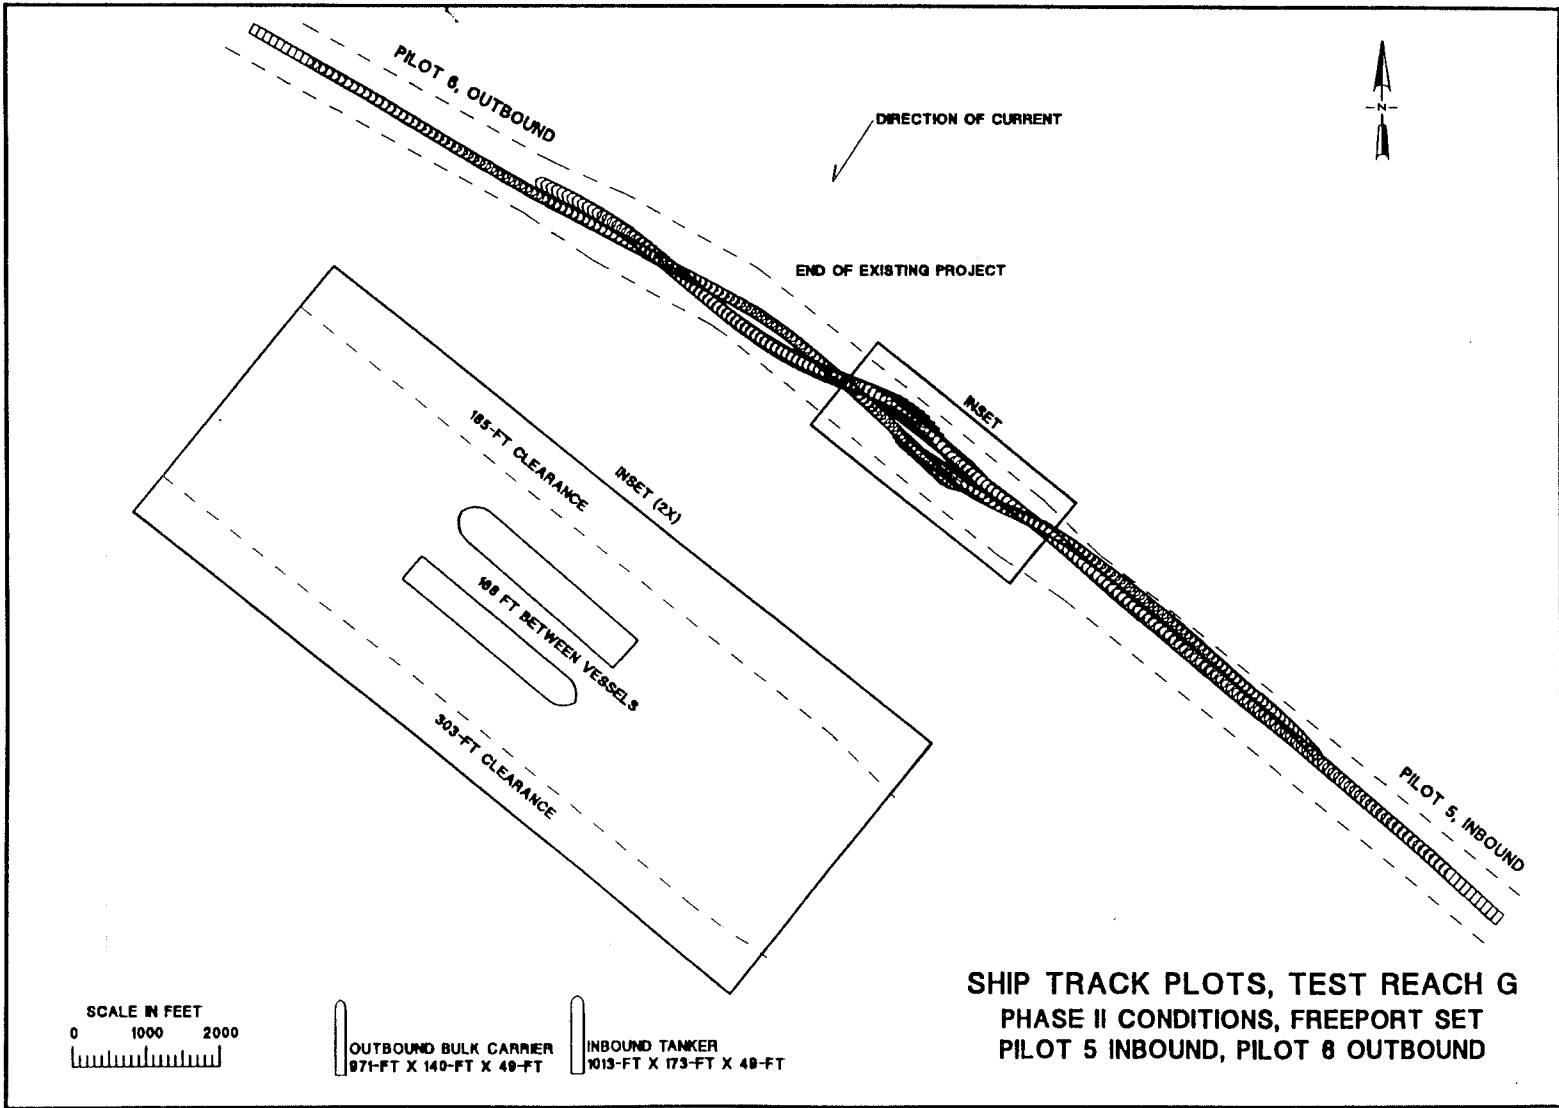 PILOT 6, OUTBOUND
DIRECTION OF CURRENT
N
END OF EXISTING PROJECT
INSET
185-FT CLEARANCE
INSET (2X)
188 FT BETWEEN VESSELS
303-FT CLEARANCE
PILOT 5, INBOUND
SCALE IN FEET
0 1000 2000
OUTBOUND BULK CARRIER
971-FT X 140-FT X 49-FT
INBOUND TANKER
1013-FT X 173-FT X 49-FT
SHIP TRACK PLOTS, TEST REACH G
PHASE II CONDITIONS, FREEPORT SET
PILOT 5 INBOUND, PILOT 6 OUTBOUND